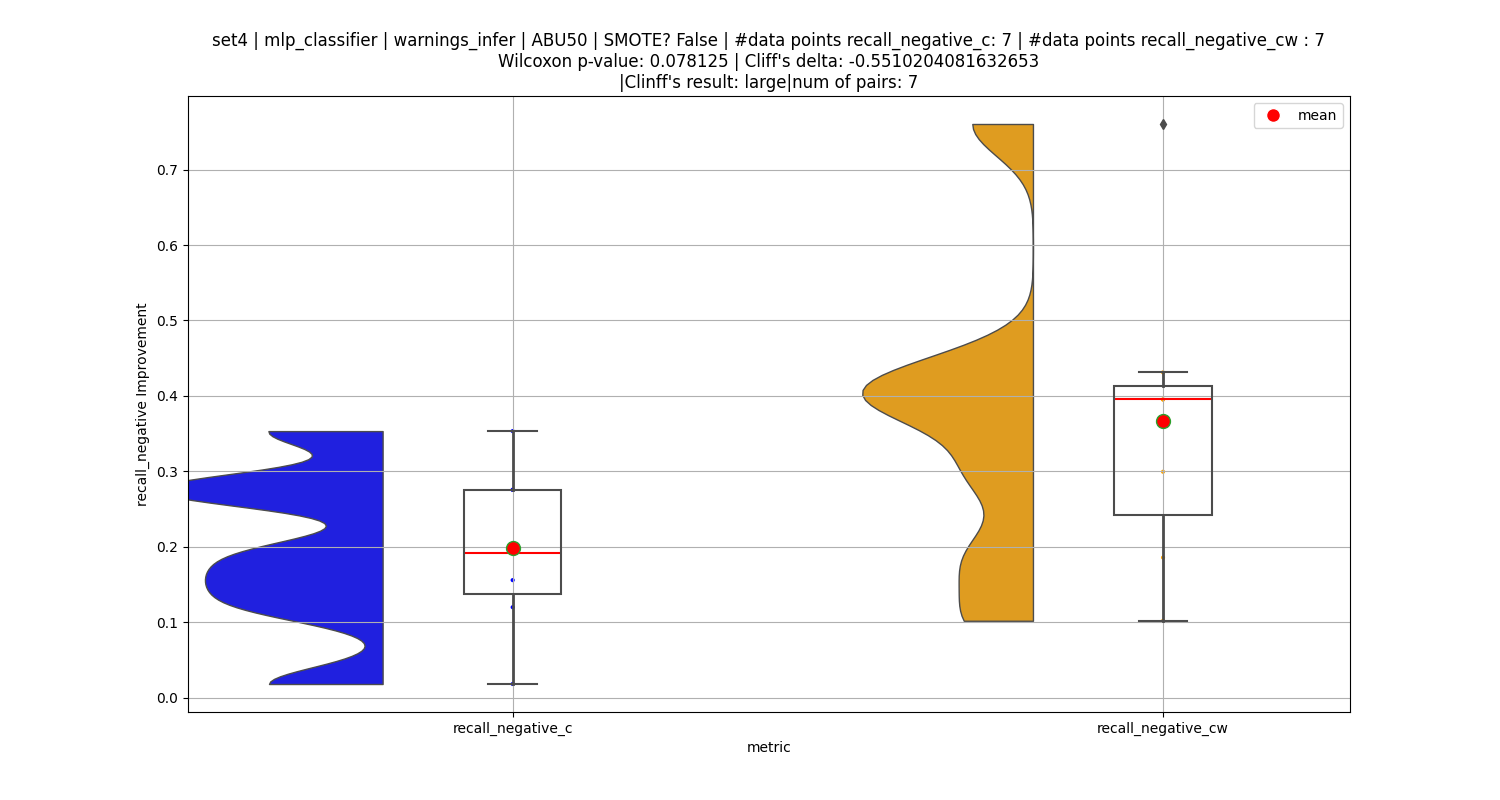 set4 | mlp_classifier | warnings_infer | ABU50 | SMOTE? False | #data points recall_negative_c: 7 | #data points recall_negative_cw : 7
Wilcoxon p-value: 0.078125 | Cliff's delta: -0.5510204081632653
|Clinff's result: large|num of pairs: 7
mean
recall_negative Improvement
0.7
0.6
0.5
0.4
0.3
0.2
0.1
0.0
recall_negative_c
recall_negative_cw
metric